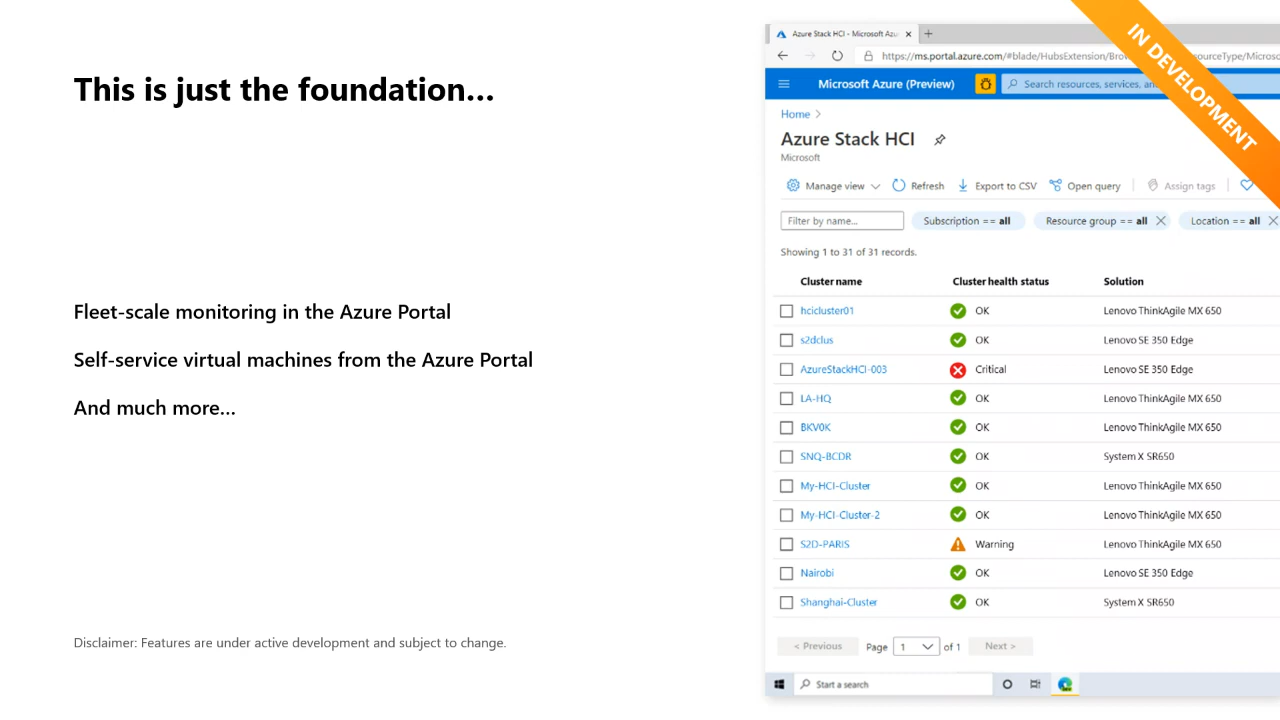 This is just the foundation...
Fleet-scale monitoring in the Azure Portal
Self-service virtual machines from the Azure Portal
And much more...
Disclaimer: Features are under active development and subject to change.
IN DEVELOPMENT
Azure Stack HCI - Microsoft Azu
https://ms.portal.azure.com/#blade/HubsExtension/Brow
sourceType/Microsc
Microsoft Azure (Preview)
Search resources, services, an
Home
Azure Stack HCI
Microsoft
Manage view Refresh Export to CSV Open query Assign tags
Filter by name... Subscription == all Resource group == all Location == all
Showing 1 to 31 of 31 records.
Cluster name Cluster health status Solution
hcicluster01 OK Lenovo ThinkAgile MX 650
s2dclus OK Lenovo SE 350 Edge
AzureStackHCI-003 Critical Lenovo SE 350 Edge
LA-HQ OK Lenovo ThinkAgile MX 650
BKV0K OK Lenovo ThinkAgile MX 650
SNQ-BCDR OK System X SR650
My-HCI-Cluster OK Lenovo ThinkAgile MX 650
My-HCI-Cluster-2 OK Lenovo ThinkAgile MX 650
S2D-PARIS Warning Lenovo ThinkAgile MX 650
Nairobi OK Lenovo SE 350 Edge
Shanghai-Cluster OK System X SR650
< Previous Page 1 of 1 Next >
Start a search